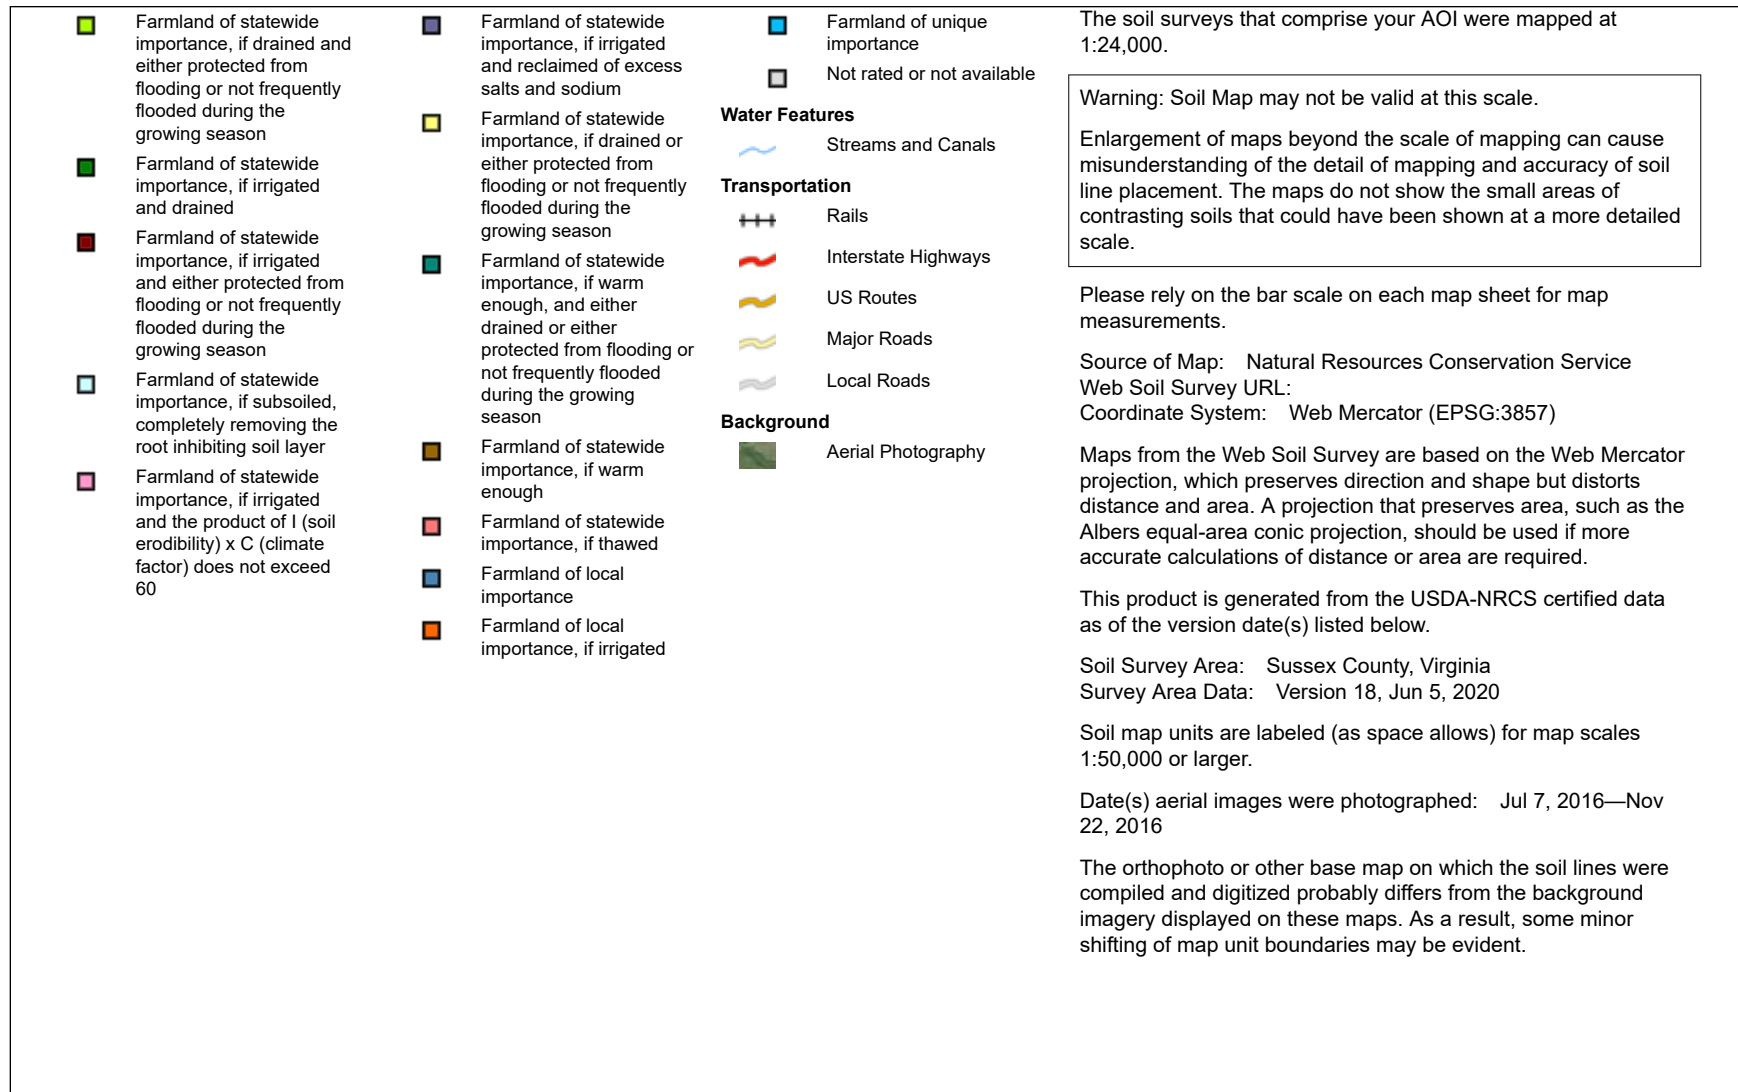 Farmland of statewide
importance, if drained and
either protected from
flooding or not frequently
flooded during the
growing season
Farmland of statewide
importance, if irrigated
and drained
Farmland of statewide
importance, if irrigated
and either protected from
flooding or not frequently
flooded during the
growing season
Farmland of statewide
importance, if subsoiled,
completely removing the
root inhibiting soil layer
Farmland of statewide
importance, if irrigated
and the product of I (soil
erodibility) x C (climate
factor) does not exceed
60
Farmland of statewide
importance, if irrigated
and reclaimed of excess
salts and sodium
Farmland of statewide
importance, if drained or
either protected from
flooding or not frequently
flooded during the
growing season
Farmland of statewide
importance, if warm
enough, and either
drained or either
protected from flooding or
not frequently flooded
during the growing
season
Farmland of statewide
importance, if warm
enough
Farmland of statewide
importance, if thawed
Farmland of local
importance
Farmland of local
importance, if irrigated
Farmland of unique
importance
Not rated or not available
Water Features
Streams and Canals
Transportation
Rails
Interstate Highways
US Routes
Major Roads
Local Roads
Background
Aerial Photography
The soil surveys that comprise your AOI were mapped at
1:24,000.
Warning: Soil Map may not be valid at this scale.
Enlargement of maps beyond the scale of mapping can cause
misunderstanding of the detail of mapping and accuracy of soil
line placement. The maps do not show the small areas of
contrasting soils that could have been shown at a more detailed
scale.
Please rely on the bar scale on each map sheet for map
measurements.
Source of Map: Natural Resources Conservation Service
Web Soil Survey URL:
Coordinate System: Web Mercator (EPSG:3857)
Maps from the Web Soil Survey are based on the Web Mercator
projection, which preserves direction and shape but distorts
distance and area. A projection that preserves area, such as the
Albers equal-area conic projection, should be used if more
accurate calculations of distance or area are required.
This product is generated from the USDA-NRCS certified data
as of the version date(s) listed below.
Soil Survey Area: Sussex County, Virginia
Survey Area Data: Version 18, Jun 5, 2020
Soil map units are labeled (as space allows) for map scales
1:50,000 or larger.
Date(s) aerial images were photographed: Jul 7, 2016—Nov
22, 2016
The orthophoto or other base map on which the soil lines were
compiled and digitized probably differs from the background
imagery displayed on these maps. As a result, some minor
shifting of map unit boundaries may be evident.